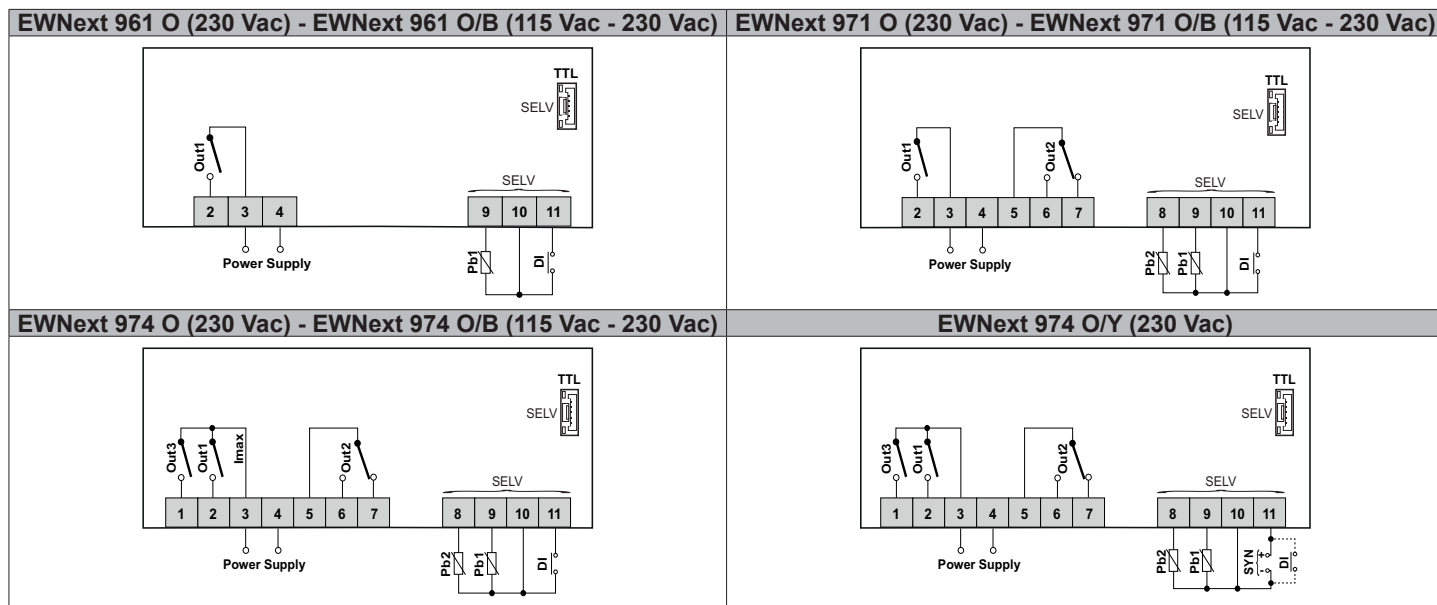 EWNext 961 O (230 Vac) - EWNext 961 O/B (115 Vac - 230 Vac)
TTL
SELV
Out1
SELV
2 3 4 9 10 11
Power Supply
Pb1
DI
EWNext 971 O (230 Vac) - EWNext 971 O/B (115 Vac - 230 Vac)
TTL
SELV
Out1
Out2
SELV
2 3 4 5 6 7 8 9 10 11
Power Supply
Pb2
Pb1
DI
EWNext 974 O (230 Vac) - EWNext 974 O/B (115 Vac - 230 Vac)
TTL
SELV
Out3
Out1
Imax
Out2
SELV
1 2 3 4 5 6 7 8 9 10 11
Power Supply
Pb2
Pb1
DI
EWNext 974 O/Y (230 Vac)
TTL
SELV
Out3
Out1
Out2
SELV
1 2 3 4 5 6 7 8 9 10 11
Power Supply
Pb2
Pb1
SYN
- +
DI